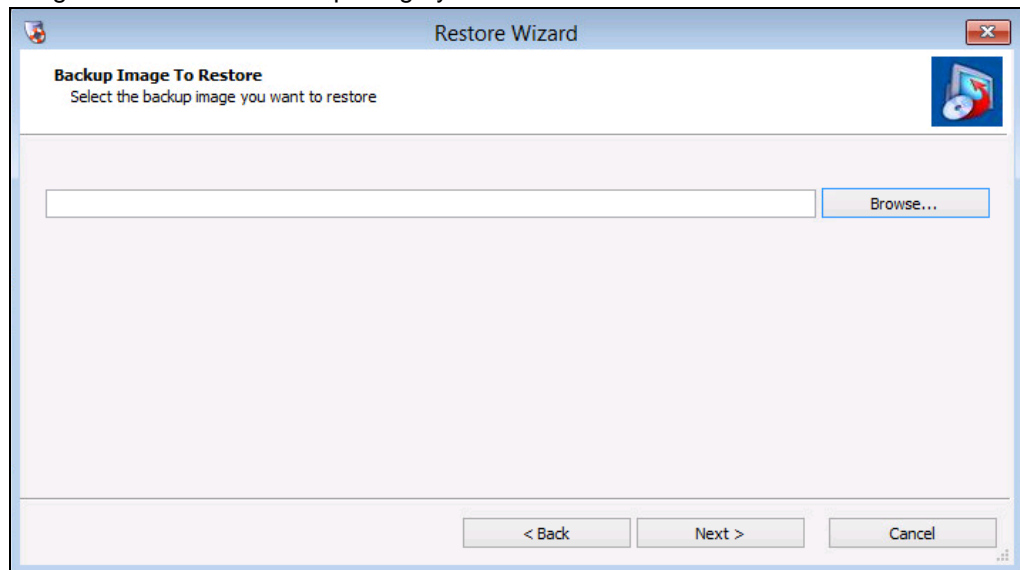 Restore Wizard
Backup Image To Restore
Select the backup image you want to restore
Browse...
< Back Next > Cancel